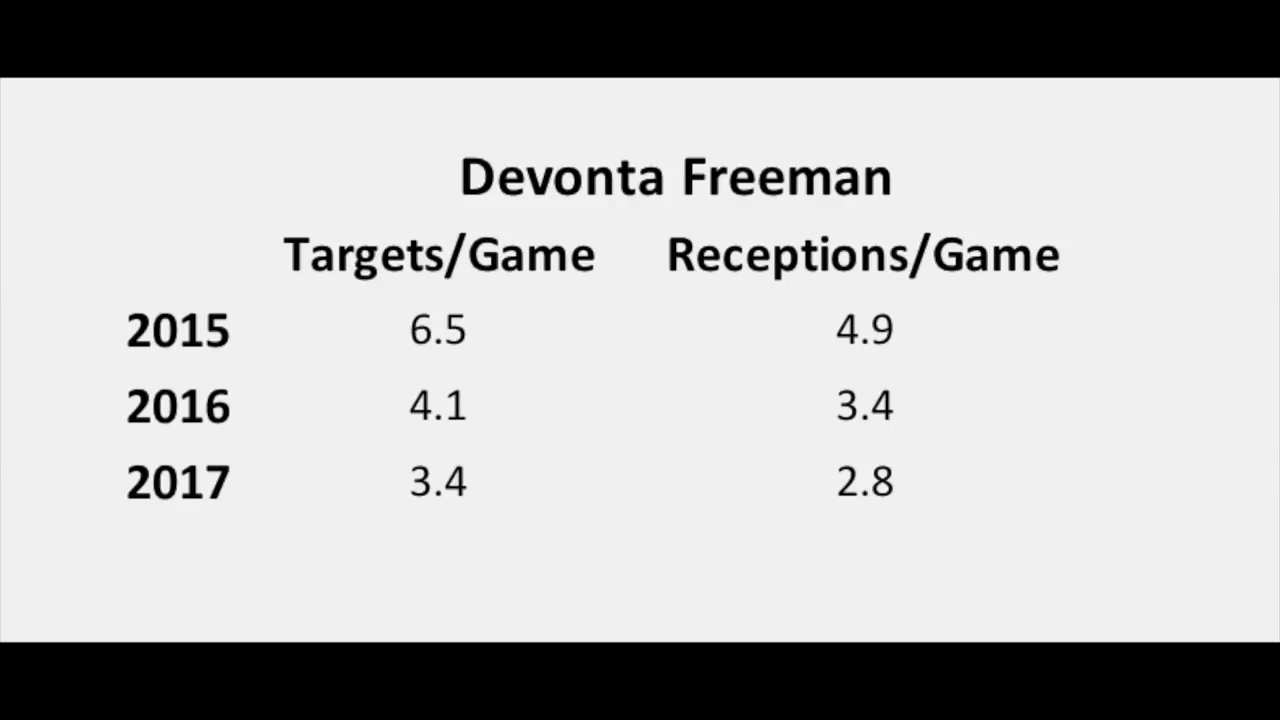 Devonta Freeman
Targets/Game Receptions/Game
2015 6.5 4.9
2016 4.1 3.4
2017 3.4 2.8